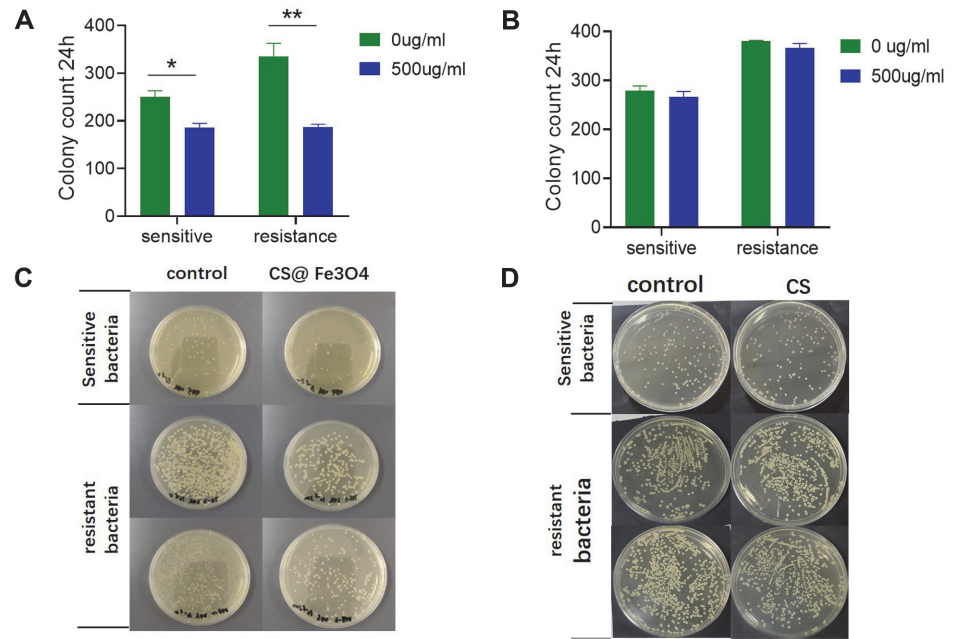 A
Colony count 24h
400
300
200
100
0
*
**
0ug/ml
500ug/ml
sensitive
resistance
B
Colony count 24h
400
300
200
100
0
0 ug/ml
500ug/ml
sensitive
resistance
C
control
CS@ Fe3O4
Sensitive
bacteria
resistant
bacteria
D
control
CS
Sensitive
bacteria
resistant
bacteria